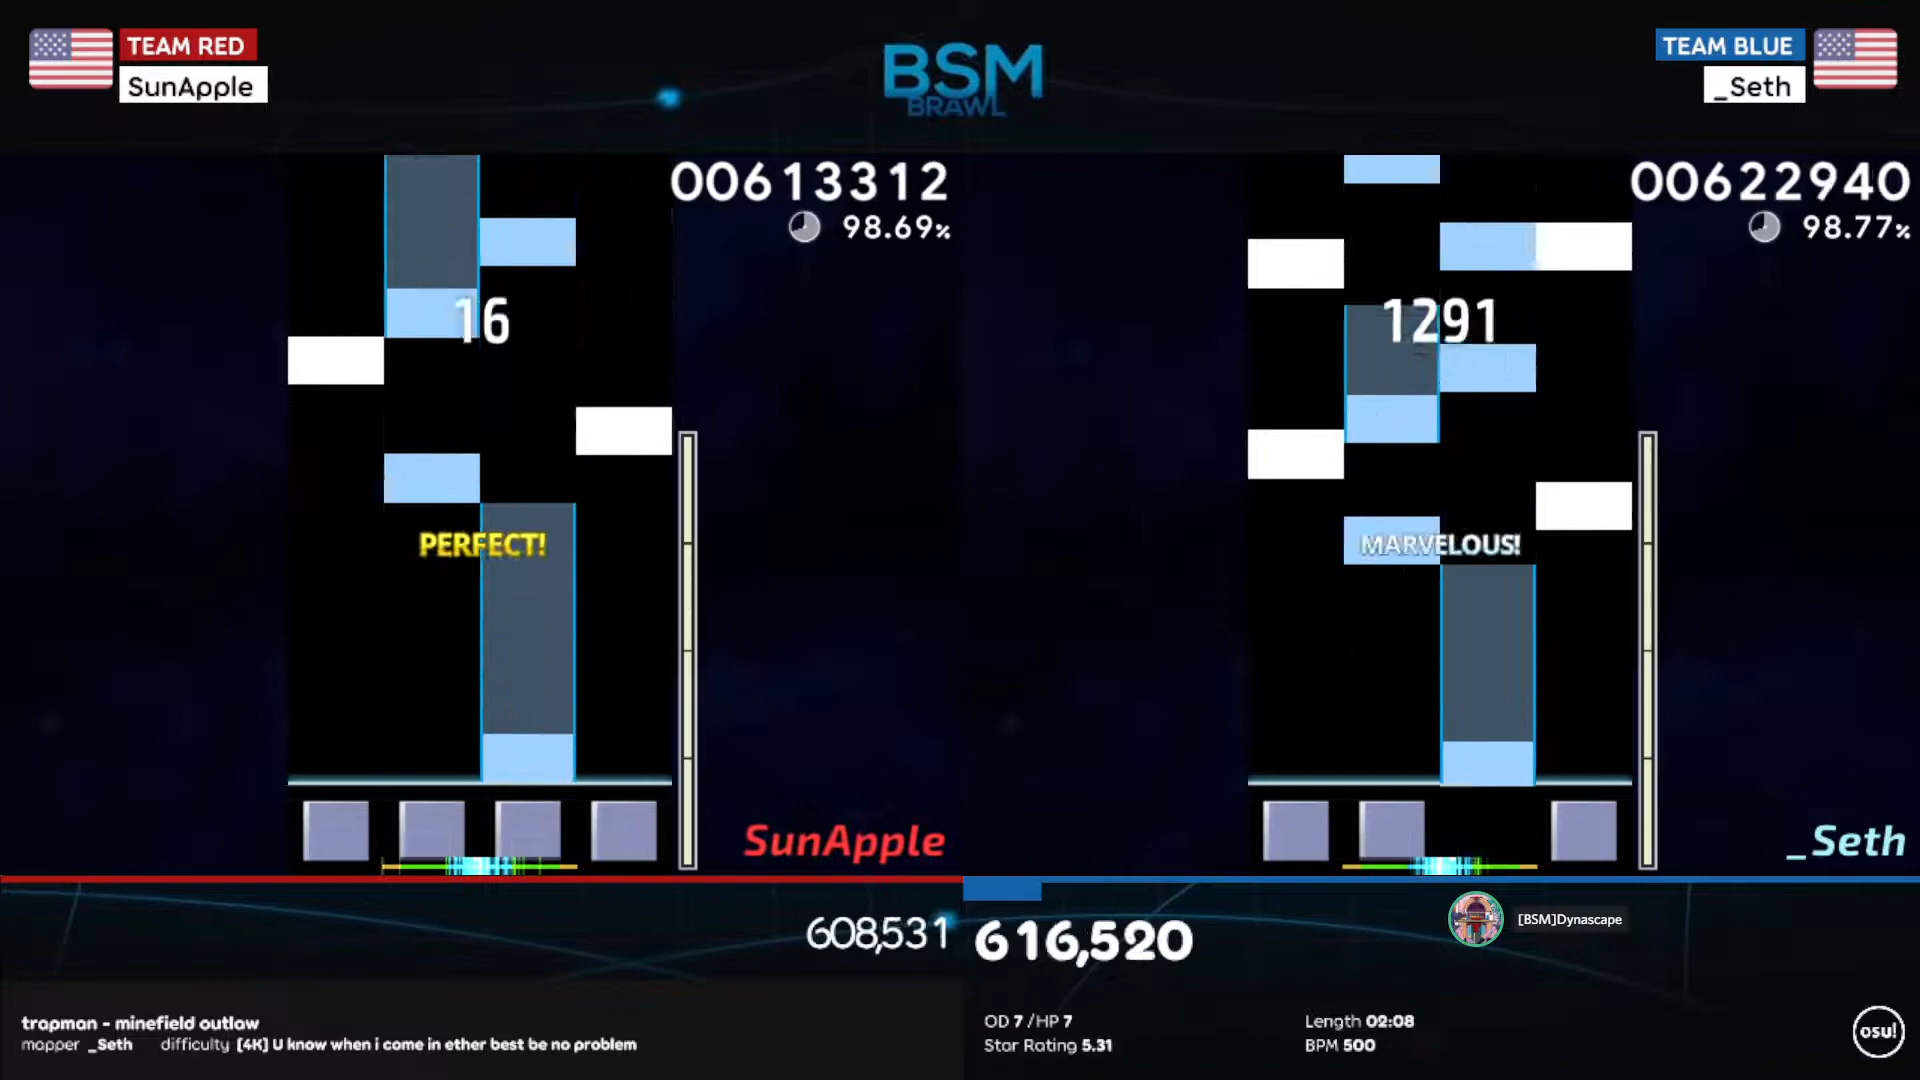 TEAM RED
SunApple
BSM
BRAWL
TEAM BLUE
_Seth
00613312
98.69%
00622940
98.77%
16
1291
PERFECT!
MARVELOUS!
SunApple
_Seth
608,531
616,520
[BSM]Dynascape
trapman - minefield outlaw
mapper _Seth difficulty [4K] U know when i come in ether best be no problem
OD 7 / HP 7
Star Rating 5.31
Length 02:08
BPM 500
osu!